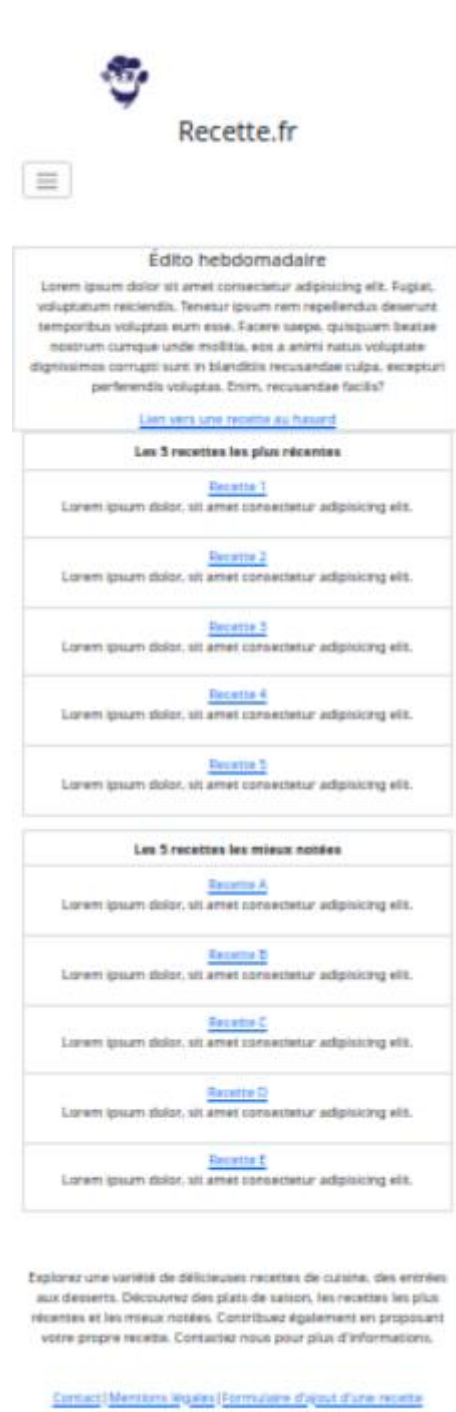 Recette.fr
Édito hebdomadaire
Lorem ipsum dolor sit amet consectetur adipisicing elit. Fugiat,
voluptatum reiciendis. Tenetur ipsum rem repellendus deserunt
temporibus voluptas eum esse. Facere saepe, quisquam beatae
nostrum cumque unde mollitia, eos a animi natus voluptate
dignissimos corrupti sunt in blanditiis recusandae culpa, excepturi
perferendis voluptas. Enim, recusandae facilis?
Lien vers une recette au hasard
Les 5 recettes les plus récentes
Recette 1
Lorem ipsum dolor, sit amet consectetur adipisicing elit.
Recette 2
Lorem ipsum dolor, sit amet consectetur adipisicing elit.
Recette 3
Lorem ipsum dolor, sit amet consectetur adipisicing elit.
Recette 4
Lorem ipsum dolor, sit amet consectetur adipisicing elit.
Recette 5
Lorem ipsum dolor, sit amet consectetur adipisicing elit.
Les 5 recettes les mieux notées
Recette A
Lorem ipsum dolor, sit amet consectetur adipisicing elit.
Recette B
Lorem ipsum dolor, sit amet consectetur adipisicing elit.
Recette C
Lorem ipsum dolor, sit amet consectetur adipisicing elit.
Recette D
Lorem ipsum dolor, sit amet consectetur adipisicing elit.
Recette E
Lorem ipsum dolor, sit amet consectetur adipisicing elit.
Explorez une variété de délicieuses recettes de cuisine, des entrées
aux desserts. Découvrez des plats de saison, les recettes les plus
récentes et les mieux notées. Contribuez également en proposant
votre propre recette. Contactez nous pour plus d'informations.
Contact|Mentions légales|Formulaire d'ajout d'une recette